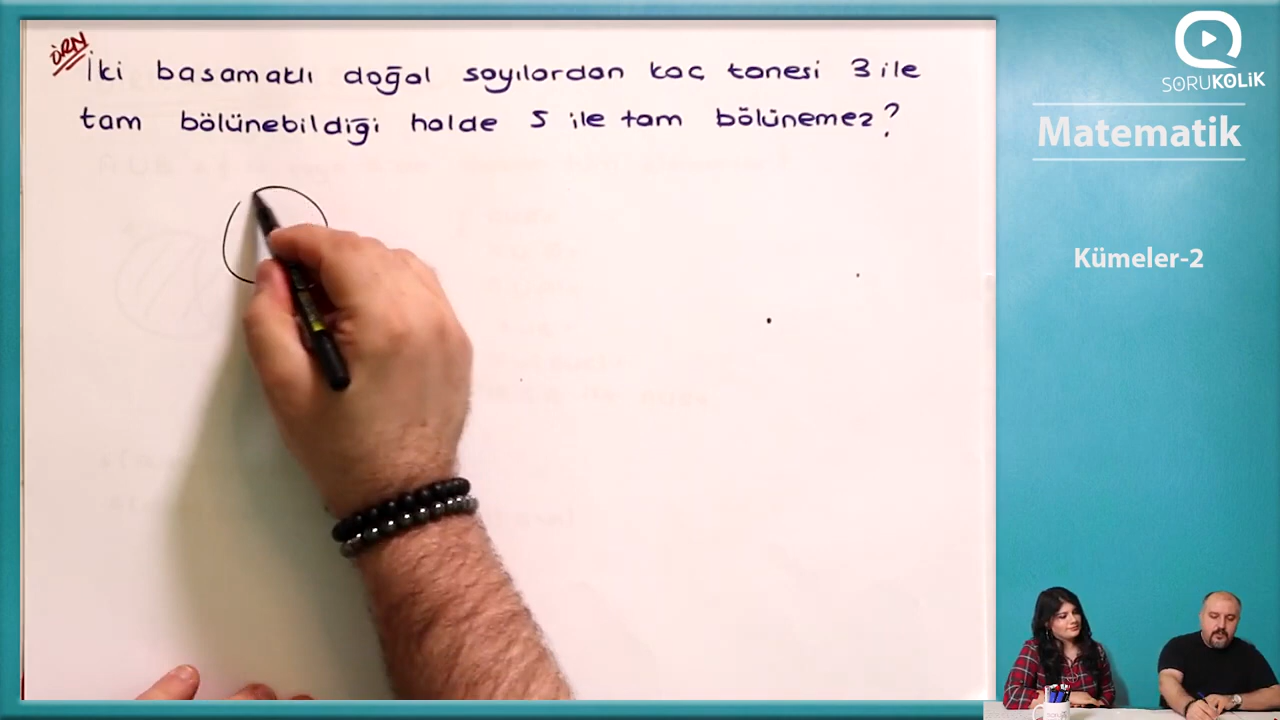 ÖRN
İki basamaklı doğal sayılardan kaç tanesi 3 ile
tam bölünebildiği halde 5 ile tam bölünemez?
SORUKOLİK
Matematik
Kümeler-2